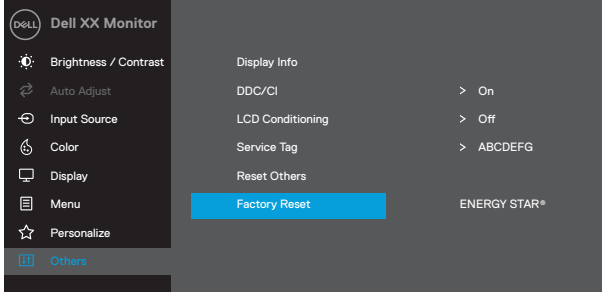 DELL Dell XX Monitor
Brightness / Contrast
Auto Adjust
Input Source
Color
Display
Menu
Personalize
Others
Display Info
DDC/CI > On
LCD Conditioning > Off
Service Tag > ABCDEFG
Reset Others
Factory Reset ENERGY STAR®